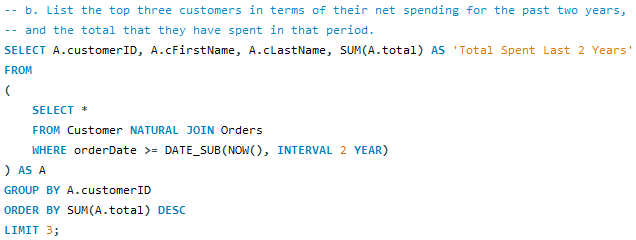 -- b. List the top three customers in terms of their net spending for the past two years,
-- and the total that they have spent in that period.
SELECT A.customerID, A.cFirstName, A.cLastName, SUM(A.total) AS 'Total Spent Last 2 Years'
FROM
(
    SELECT *
    FROM Customer NATURAL JOIN Orders
    WHERE orderDate >= DATE_SUB(NOW(), INTERVAL 2 YEAR)
) AS A
GROUP BY A.customerID
ORDER BY SUM(A.total) DESC
LIMIT 3;